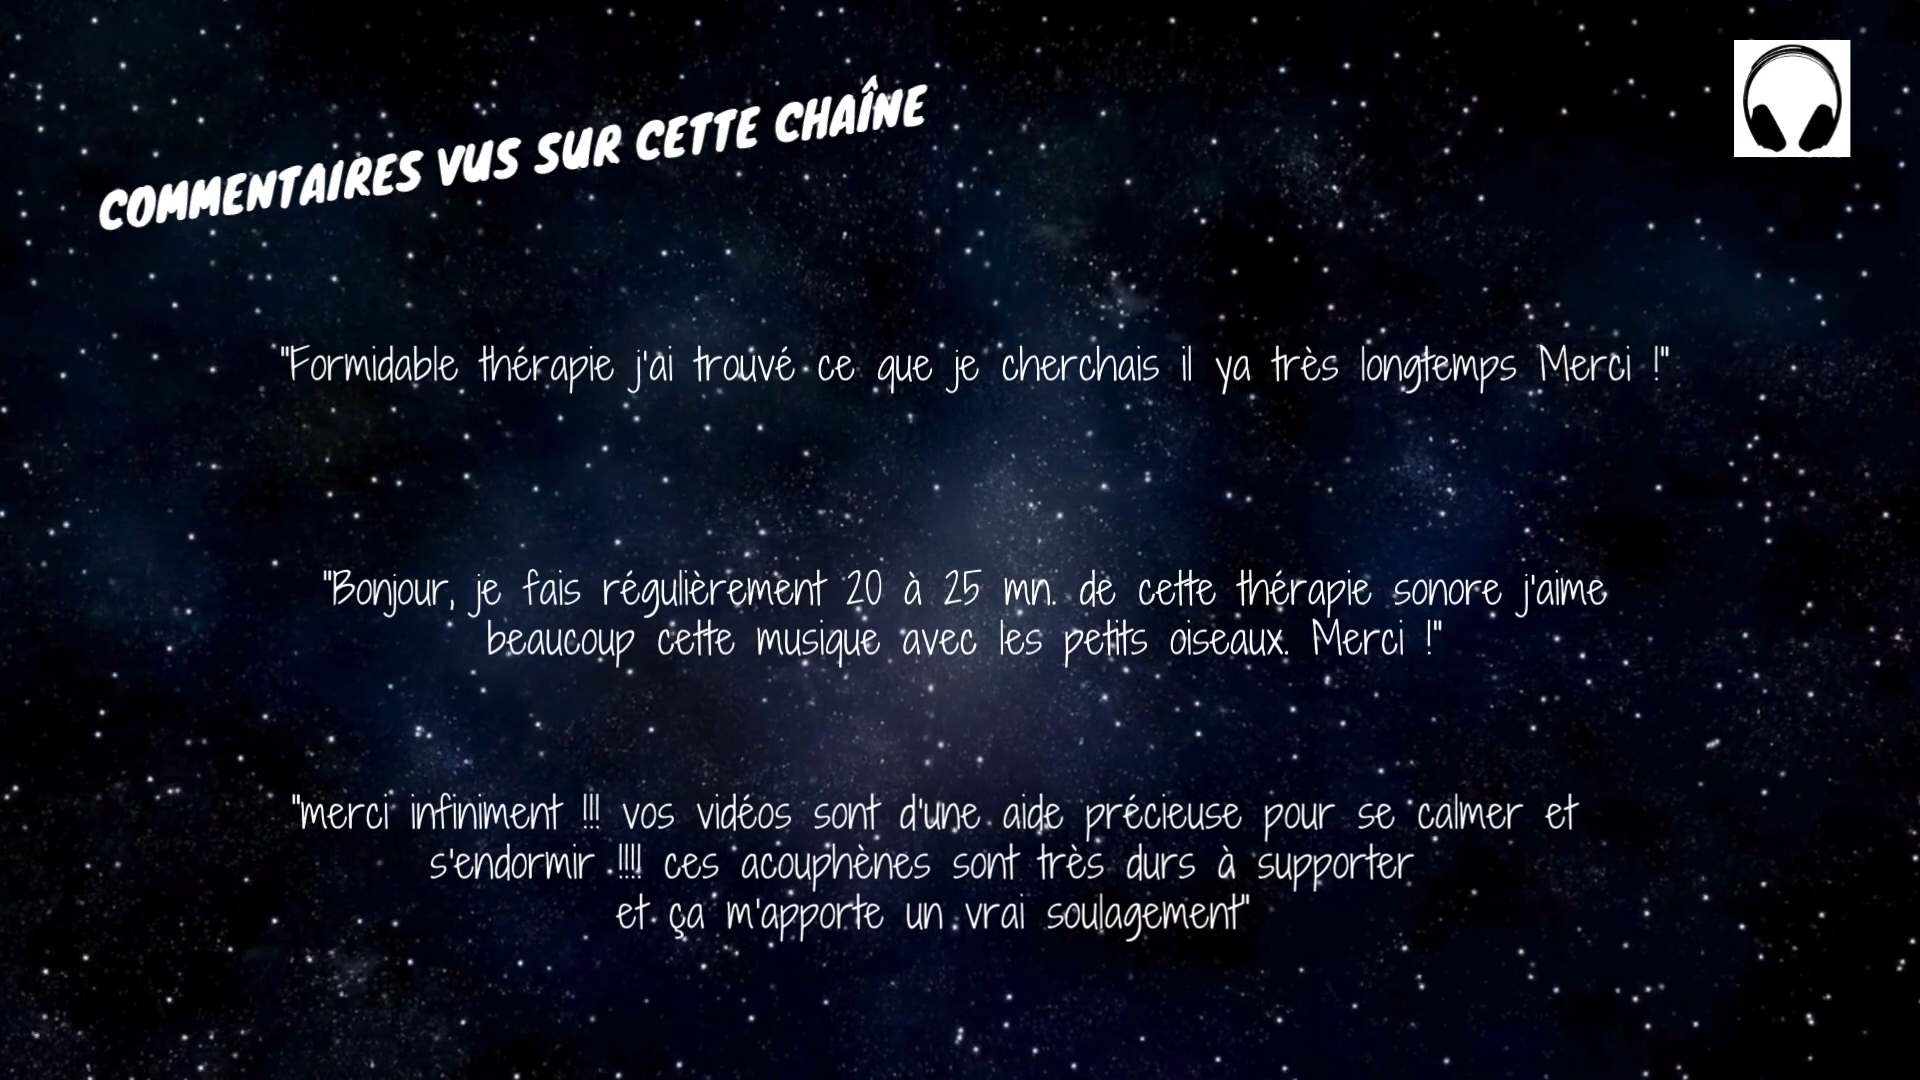 COMMENTAIRES VUS SUR CETTE CHAÎNE
"Formidable thérapie j'ai trouvé ce que je cherchais il ya très longtemps Merci !"
"Bonjour, je fais régulièrement 20 à 25 mn. de cette thérapie sonore j'aime
beaucoup cette musique avec les petits oiseaux. Merci !"
"merci infiniment !!! vos vidéos sont d'une aide précieuse pour se calmer et
s'endormir !!!! ces acouphènes sont très durs à supporter
et ça m'apporte un vrai soulagement"